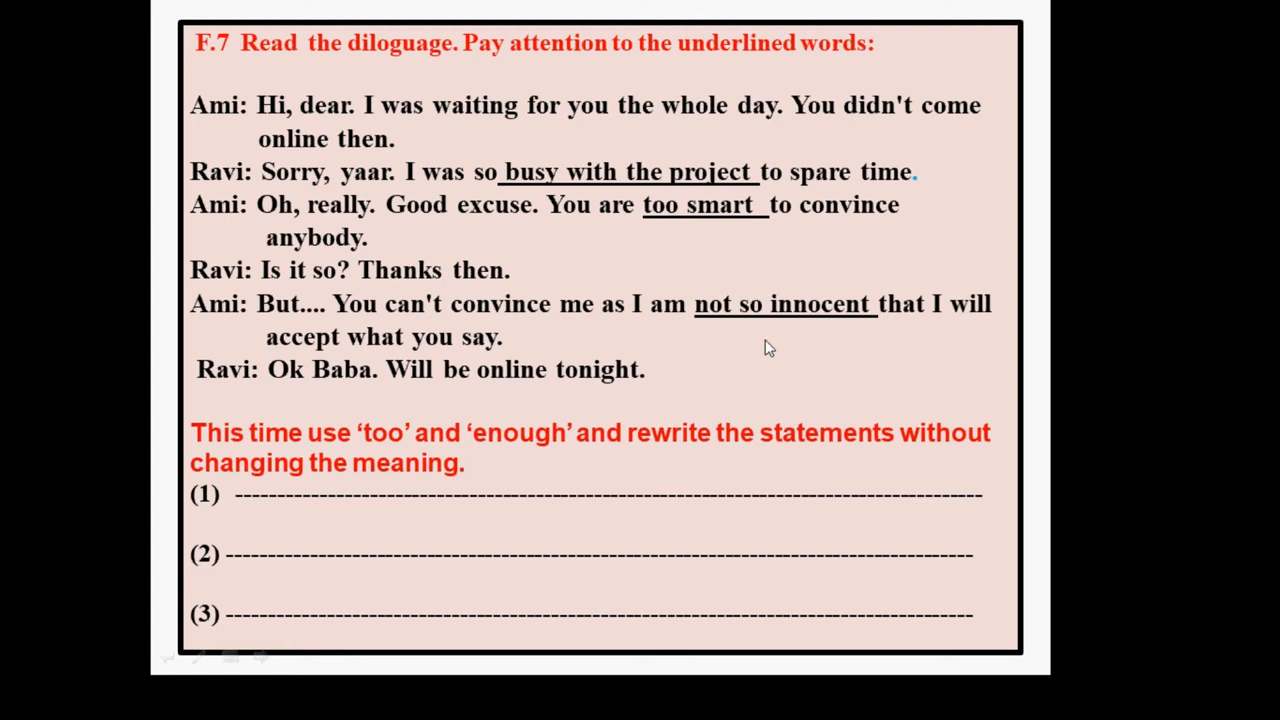 F.7 Read the diloguage. Pay attention to the underlined words:
Ami: Hi, dear. I was waiting for you the whole day. You didn't come
online then.
Ravi: Sorry, yaar. I was so busy with the project to spare time.
Ami: Oh, really. Good excuse. You are too smart to convince
anybody.
Ravi: Is it so? Thanks then.
Ami: But.... You can't convince me as I am not so innocent that I will
accept what you say.
Ravi: Ok Baba. Will be online tonight.
This time use ‘too’ and ‘enough’ and rewrite the statements without
changing the meaning.
(1) ----------------------------------------------------------------------------------------
(2) ----------------------------------------------------------------------------------------
(3) ----------------------------------------------------------------------------------------